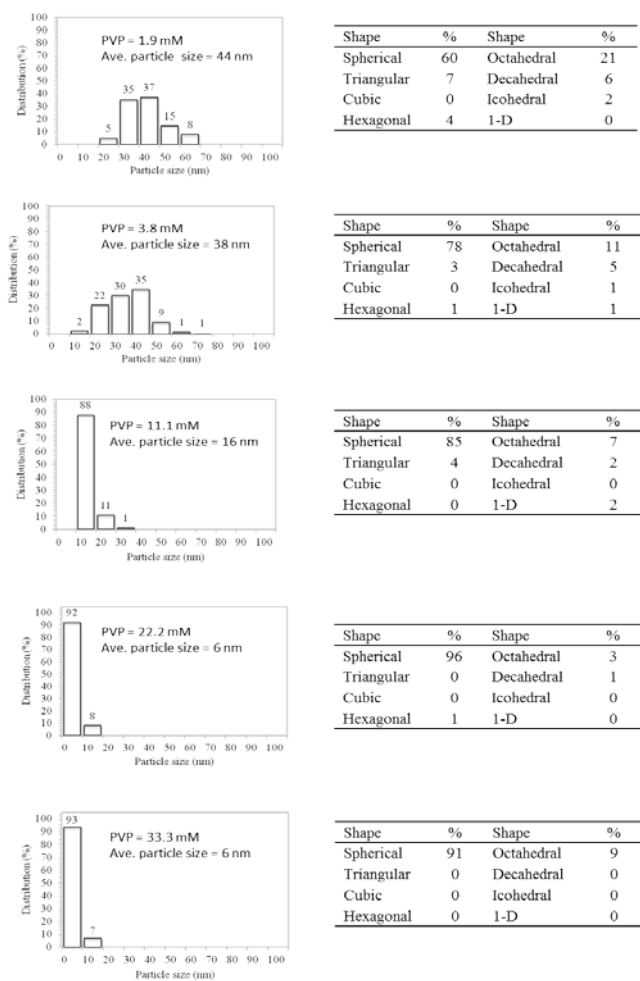 100
90
80
70
60
50
40
30
20
10
0
Distribution (%)
PVP = 1.9 mM
Ave. particle size = 44 nm
5 35 37 15 8
0 10 20 30 40 50 60 70 80 90 100
Particle size (nm)
Shape % Shape %
Spherical 60 Octahedral 21
Triangular 7 Decahedral 6
Cubic 0 Icohedral 2
Hexagonal 4 1-D 0
100
90
80
70
60
50
40
30
20
10
0
Distribution (%)
PVP = 3.8 mM
Ave. particle size = 38 nm
2 22 30 35 9 1 1
0 10 20 30 40 50 60 70 80 90 100
Particle size (nm)
Shape % Shape %
Spherical 78 Octahedral 11
Triangular 3 Decahedral 5
Cubic 0 Icohedral 1
Hexagonal 1 1-D 1
100
90
80
70
60
50
40
30
20
10
0
Distribution (%)
PVP = 11.1 mM
Ave. particle size = 16 nm
88 11 1
0 10 20 30 40 50 60 70 80 90 100
Particle size (nm)
Shape % Shape %
Spherical 85 Octahedral 7
Triangular 4 Decahedral 2
Cubic 0 Icohedral 0
Hexagonal 0 1-D 2
100
90
80
70
60
50
40
30
20
10
0
Distribution (%)
PVP = 22.2 mM
Ave. particle size = 6 nm
92 8
0 10 20 30 40 50 60 70 80 90 100
Particle size (nm)
Shape % Shape %
Spherical 96 Octahedral 3
Triangular 0 Decahedral 1
Cubic 0 Icohedral 0
Hexagonal 1 1-D 0
100
90
80
70
60
50
40
30
20
10
0
Distribution (%)
PVP = 33.3 mM
Ave. particle size = 6 nm
93 7
0 10 20 30 40 50 60 70 80 90 100
Particle size (nm)
Shape % Shape %
Spherical 91 Octahedral 9
Triangular 0 Decahedral 0
Cubic 0 Icohedral 0
Hexagonal 0 1-D 0